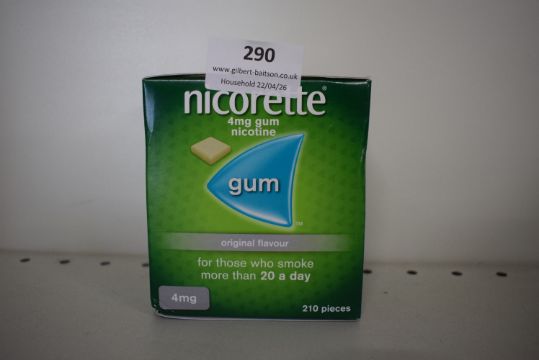 290
www.gilbert-baitson.co.uk
Household 22/04/26
nicorette®
4mg gum
nicotine
gum
TM
original flavour
for those who smoke
more than 20 a day
4mg
210 pieces